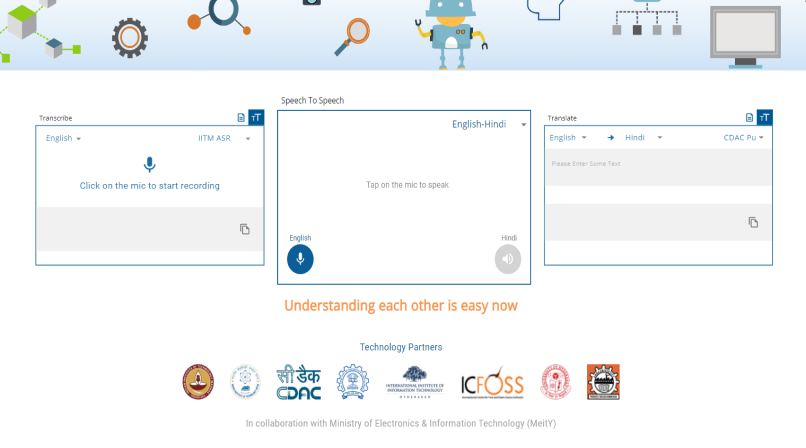 Transcribe
English
IITM ASR
Click on the mic to start recording
Speech To Speech
English-Hindi
Tap on the mic to speak
English
Hindi
Translate
English
Hindi
CDAC Pu
Please Enter Some Text
Understanding each other is easy now
Technology Partners
सी डैक
CDAC
INTERNATIONAL INSTITUTE OF
INFORMATION TECHNOLOGY
HYDERABAD
ICFOSS
In collaboration with Ministry of Electronics & Information Technology (MeitY)